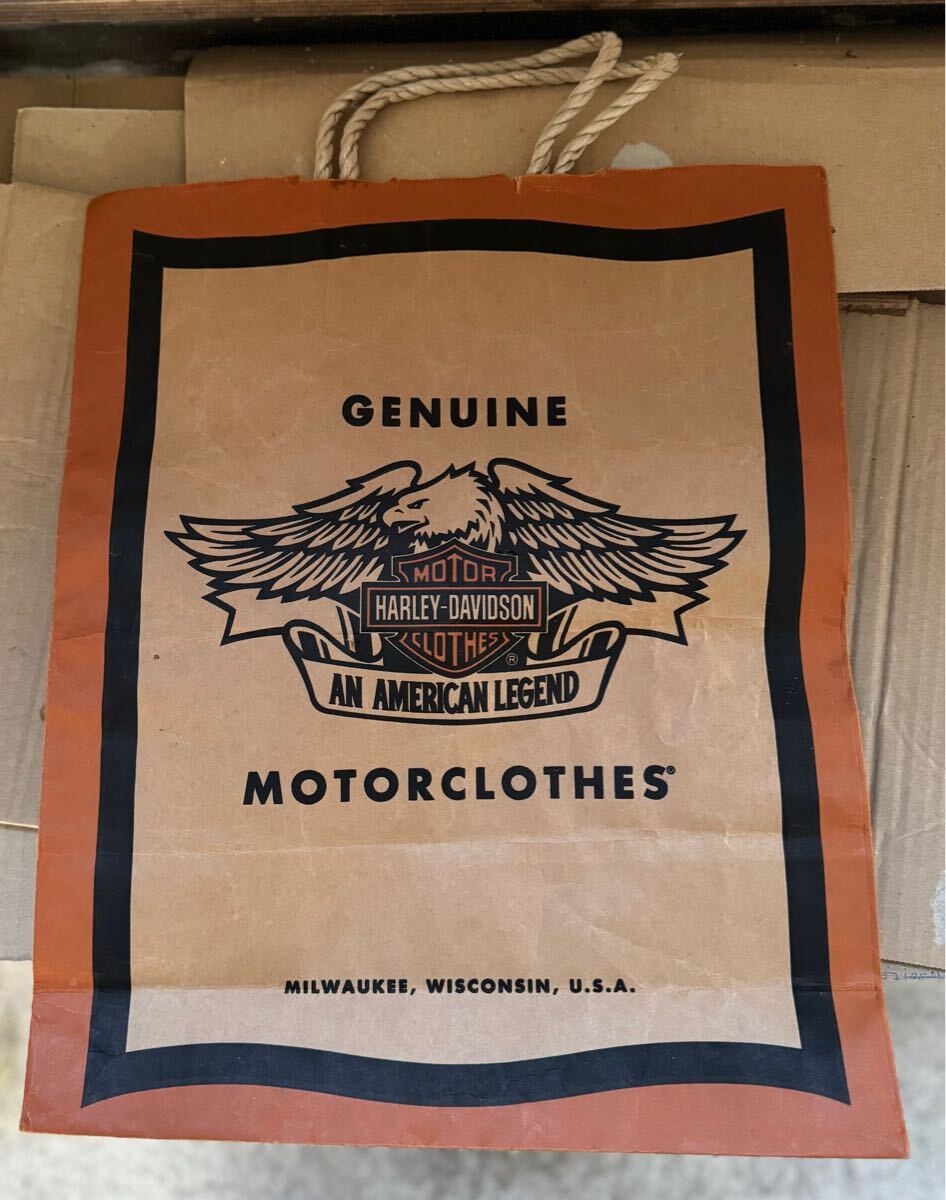 GENUINE
MOTOR
HARLEY-DAVIDSON
CLOTHES
®
AN AMERICAN LEGEND
MOTORCLOTHES®
MILWAUKEE, WISCONSIN, U.S.A.